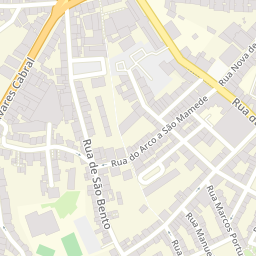 vares Cabral
Rua de São Bento
Rua do Arco a São Mamede
Rua Nova de
Rua d
Rua Marcos Portu
Rua Manue